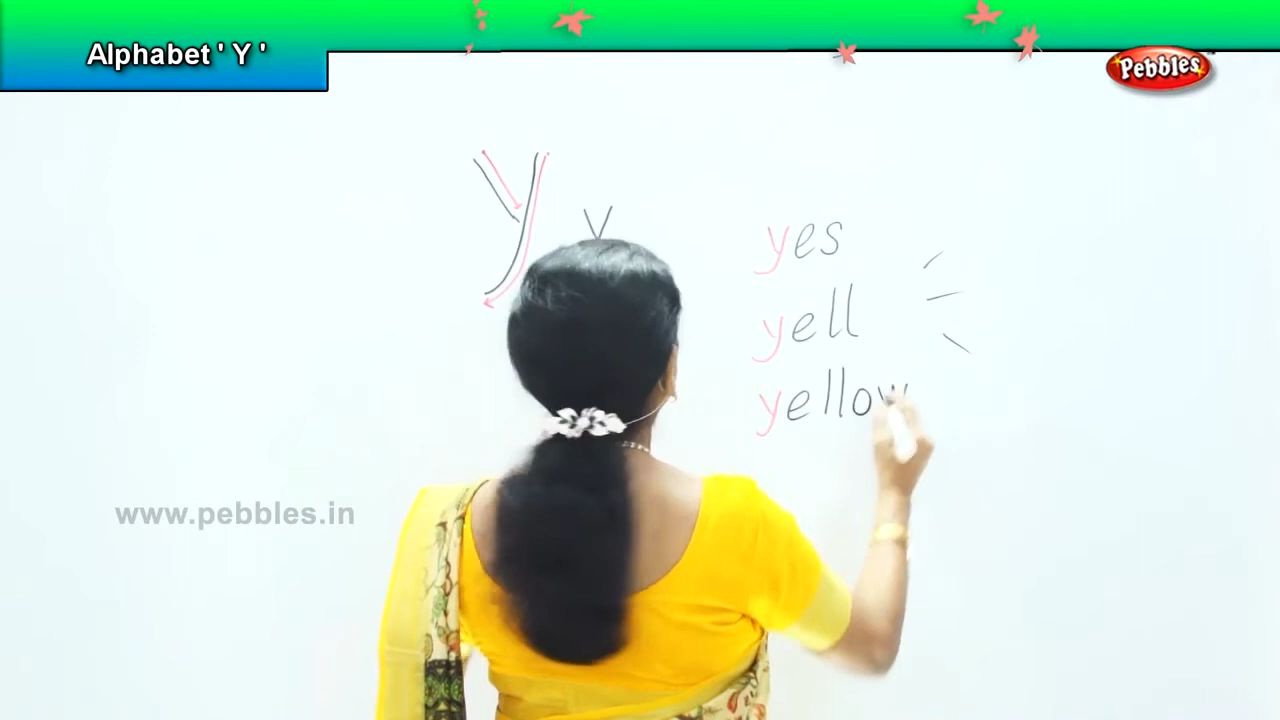 Alphabet ' Y '
Pebbles
y
yes
yell
yellow
www.pebbles.in